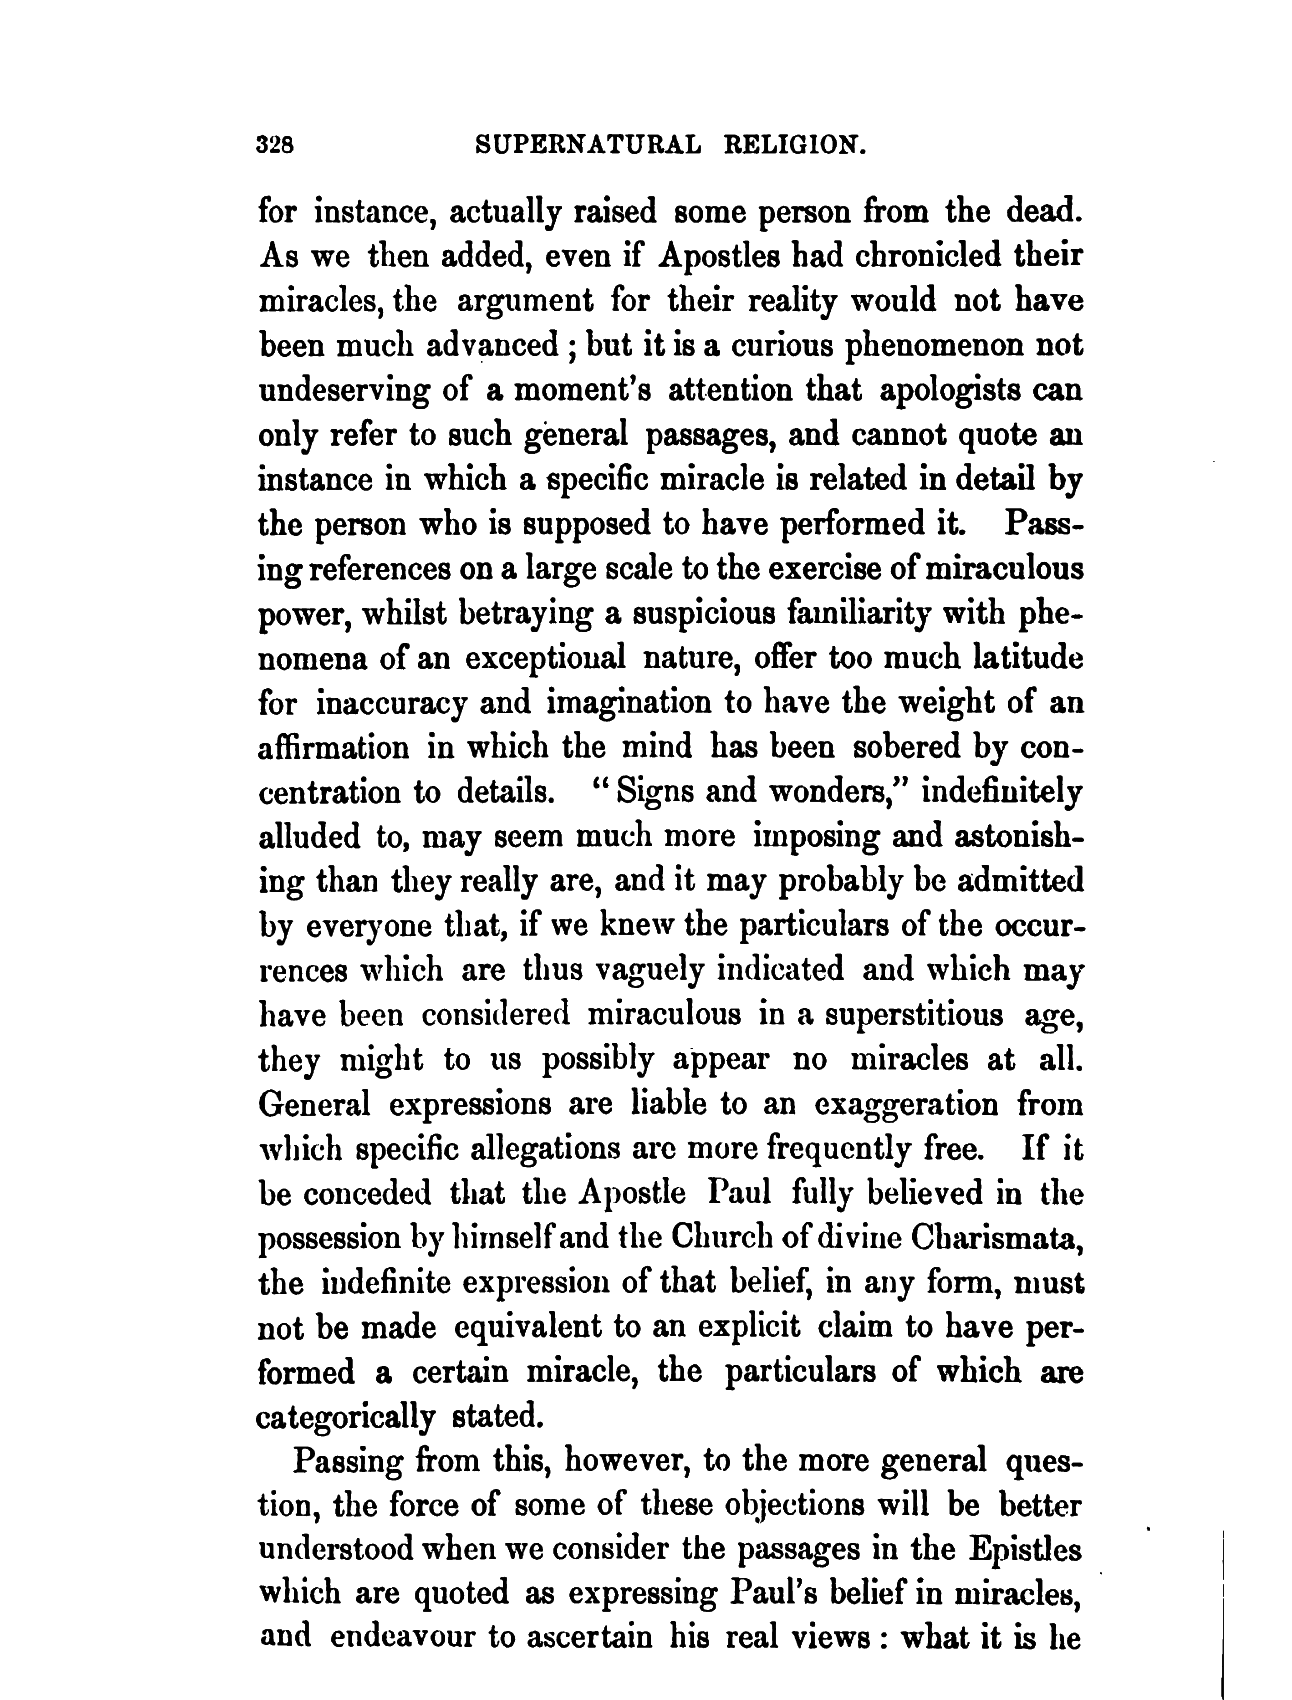 328 SUPERNATURAL RELIGION.
for instance, actually raised some person from the dead.
As we then added, even if Apostles had chronicled their
miracles, the argument for their reality would not have
been much advanced ; but it is a curious phenomenon not
undeserving of a moment's attention that apologists can
only refer to such general passages, and cannot quote an
instance in which a specific miracle is related in detail by
the person who is supposed to have performed it. Pass-
ing references on a large scale to the exercise of miraculous
power, whilst betraying a suspicious familiarity with phe-
nomena of an exceptional nature, offer too much latitude
for inaccuracy and imagination to have the weight of an
affirmation in which the mind has been sobered by con-
centration to details. “Signs and wonders,” indefinitely
alluded to, may seem much more imposing and astonish-
ing than they really are, and it may probably be admitted
by everyone that, if we knew the particulars of the occur-
rences which are thus vaguely indicated and which may
have been considered miraculous in a superstitious age,
they might to us possibly appear no miracles at all.
General expressions are liable to an exaggeration from
which specific allegations are more frequently free. If it
be conceded that the Apostle Paul fully believed in the
possession by himself and the Church of divine Charismata,
the indefinite expression of that belief, in any form, must
not be made equivalent to an explicit claim to have per-
formed a certain miracle, the particulars of which are
categorically stated.
Passing from this, however, to the more general ques-
tion, the force of some of these objections will be better
understood when we consider the passages in the Epistles
which are quoted as expressing Paul's belief in miracles,
and endeavour to ascertain his real views : what it is he